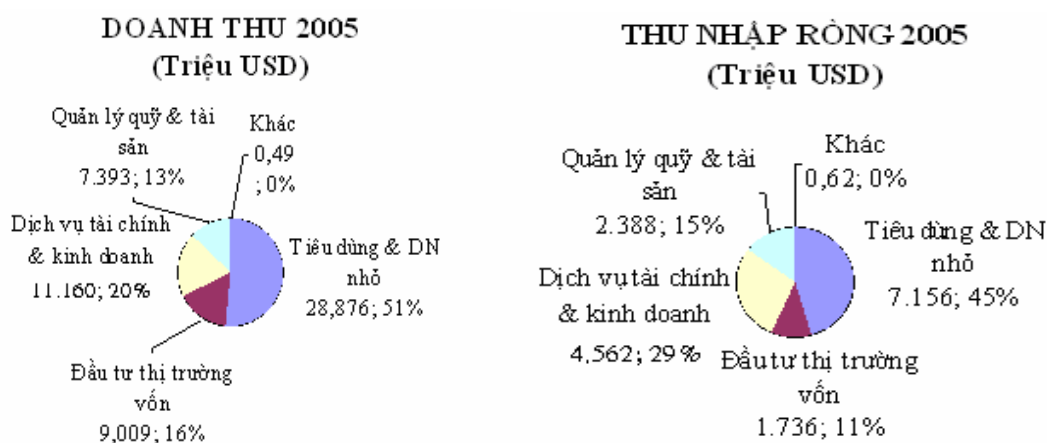 DOANH THU 2005
(Triệu USD)
Quản lý quỹ & tài
sản
7.393; 13%
Khác
0,49
; 0%
Dịch vụ tài chính
& kinh doanh
11.160; 20%
Tiêu dùng & DN
nhỏ
28,876; 51%
Đầu tư thị trường
vốn
9,009; 16%
THU NHẬP RÒNG 2005
(Triệu USD)
Quản lý quỹ & tài
sản
2.388; 15%
Khác
0,62; 0%
Tiêu dùng & DN
nhỏ
7.156; 45%
Dịch vụ tài chính
& kinh doanh
4.562; 29%
Đầu tư thị trường
vốn
1.736; 11%